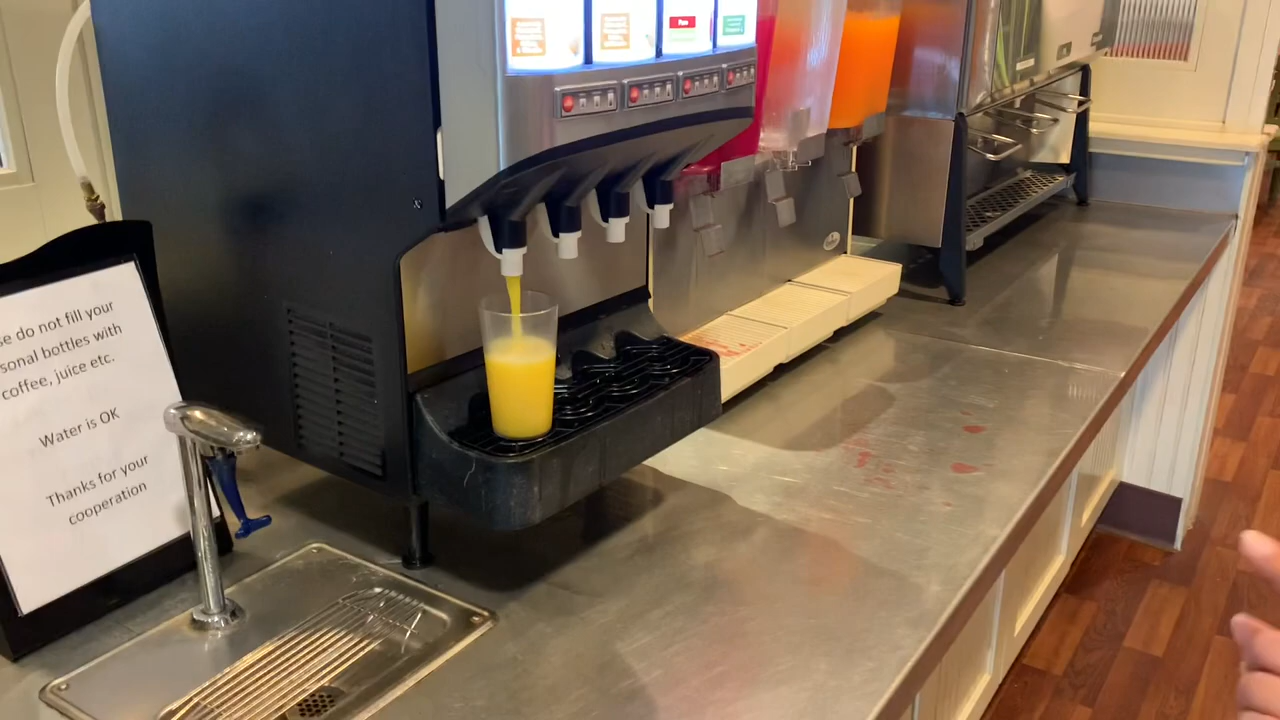 se do not fill your
sonal bottles with
coffee, juice etc.
Water is OK
Thanks for your
cooperation